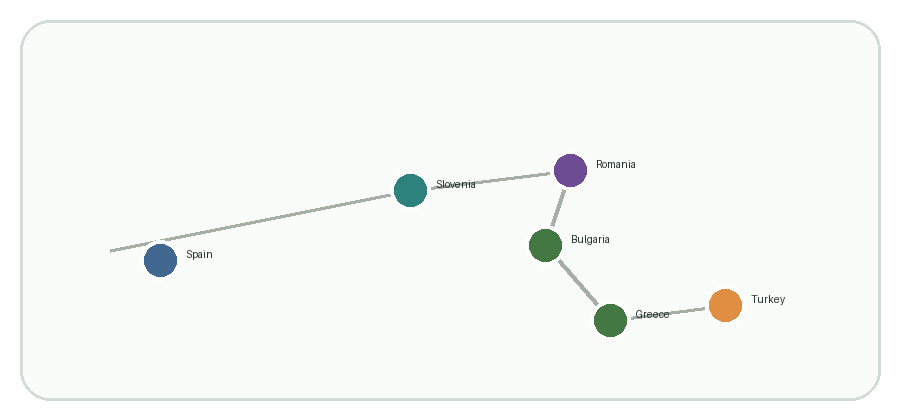 Romania
Slovenia
Bulgaria
Spain
Turkey
Greece